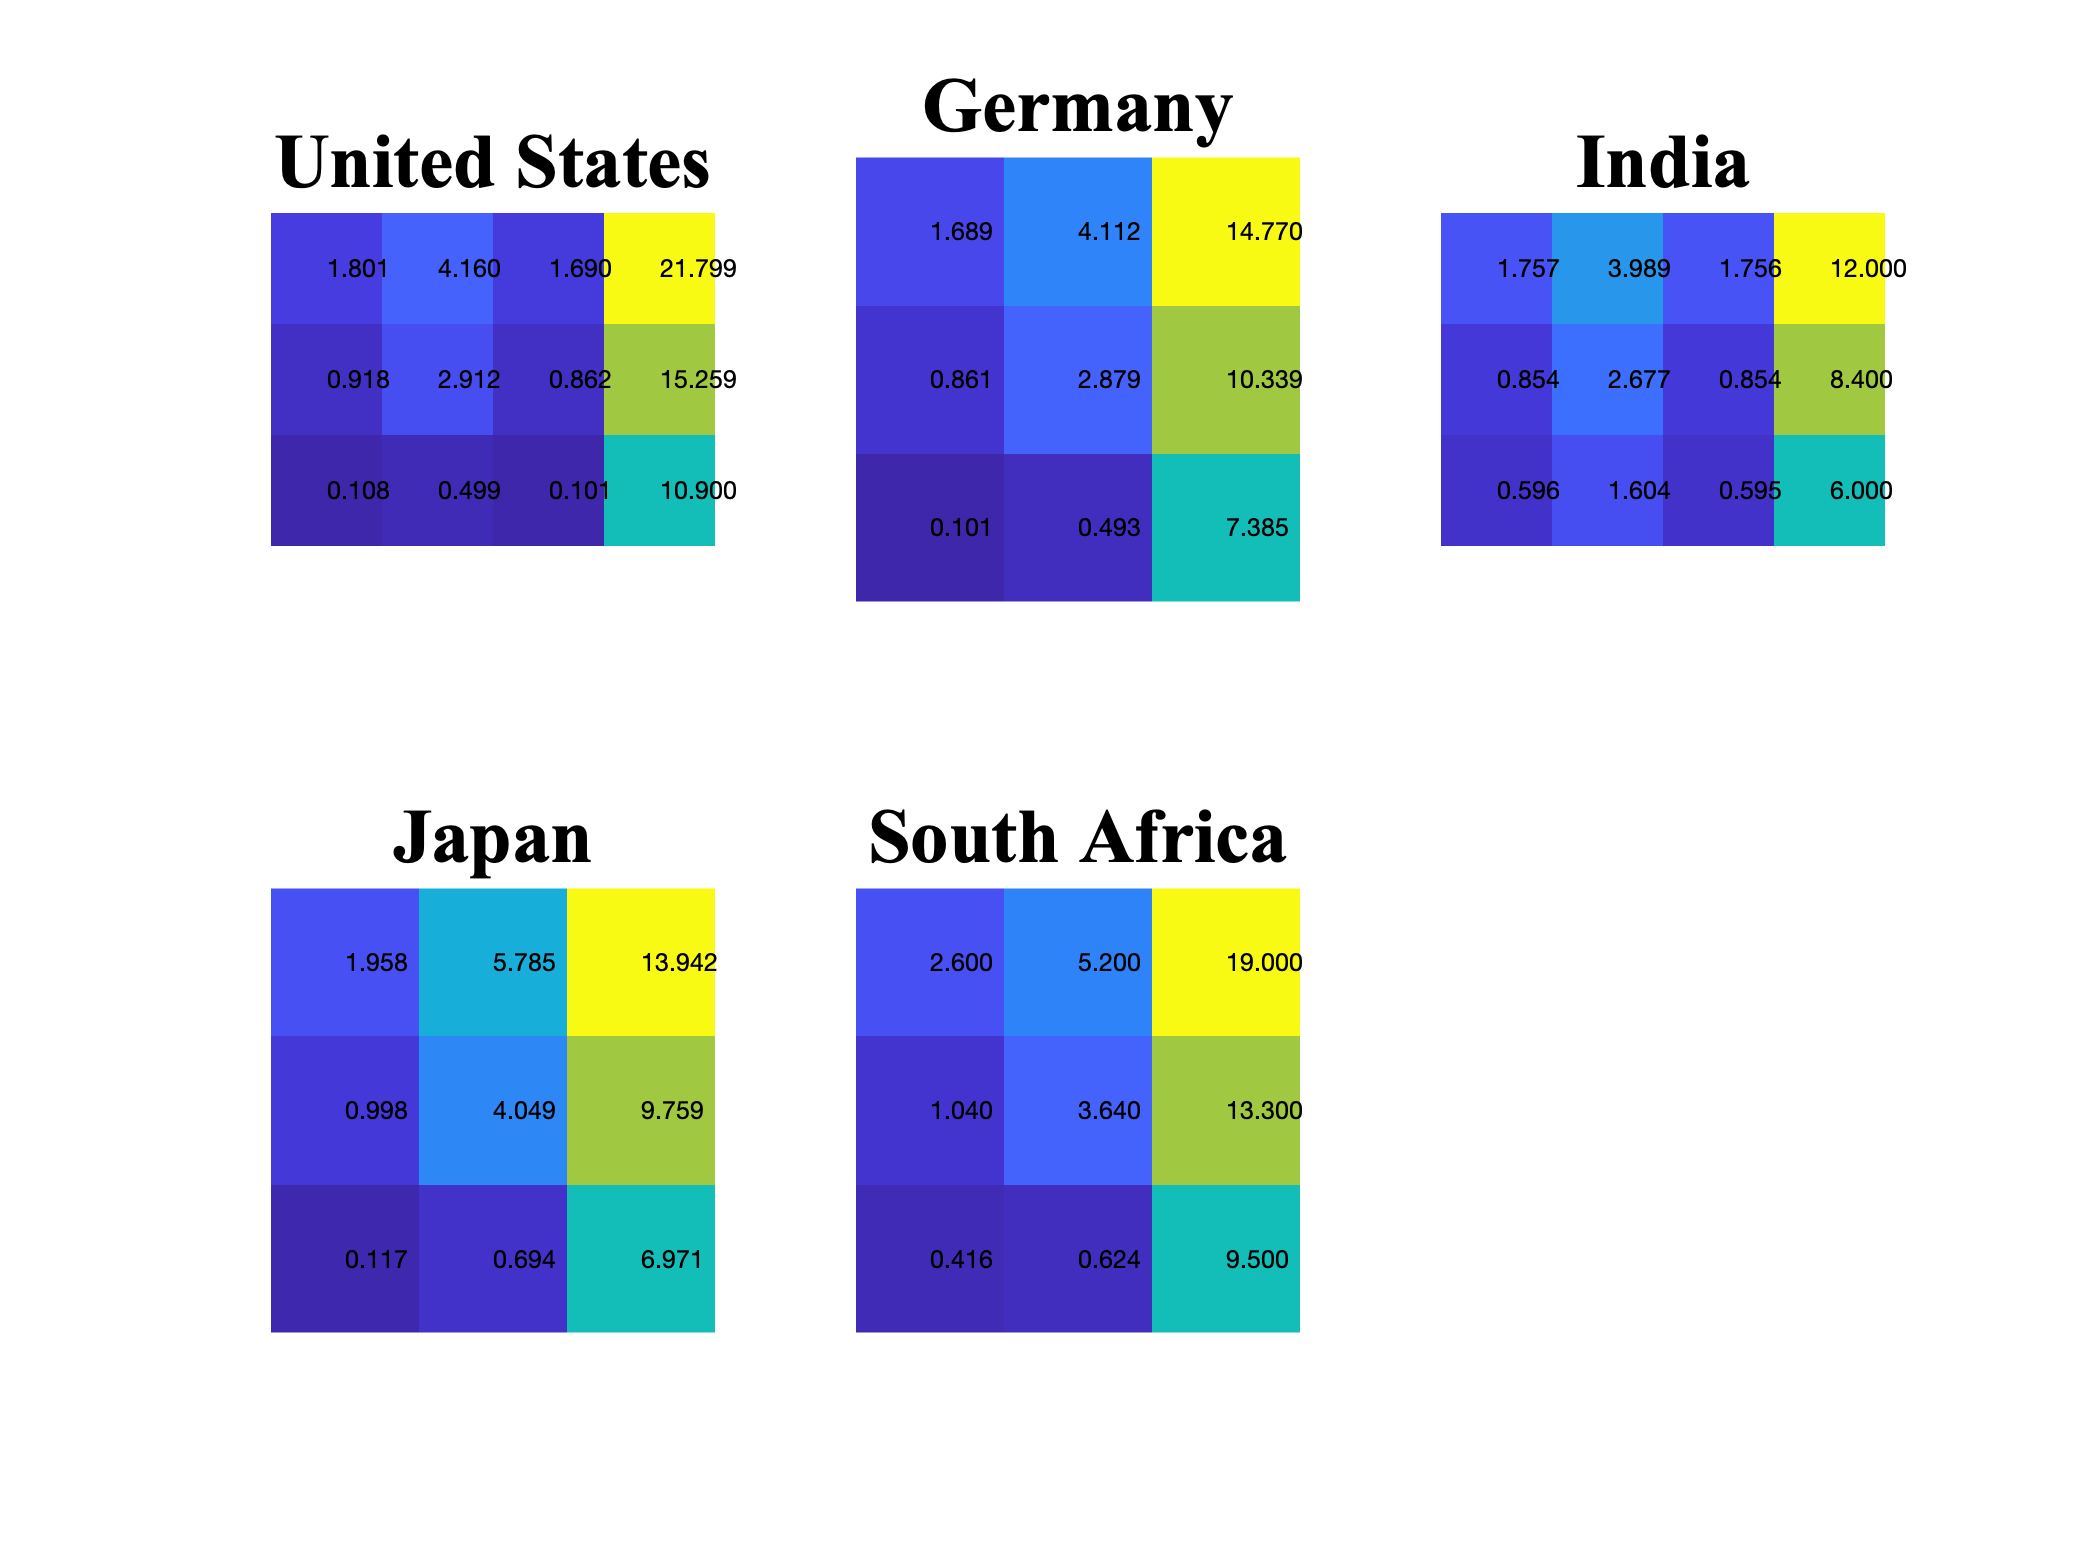 United States
1.801 4.160 1.690 21.799
0.918 2.912 0.862 15.259
0.108 0.499 0.101 10.900
Germany
1.689 4.112 14.770
0.861 2.879 10.339
0.101 0.493 7.385
India
1.757 3.989 1.756 12.000
0.854 2.677 0.854 8.400
0.596 1.604 0.595 6.000
Japan
1.958 5.785 13.942
0.998 4.049 9.759
0.117 0.694 6.971
South Africa
2.600 5.200 19.000
1.040 3.640 13.300
0.416 0.624 9.500